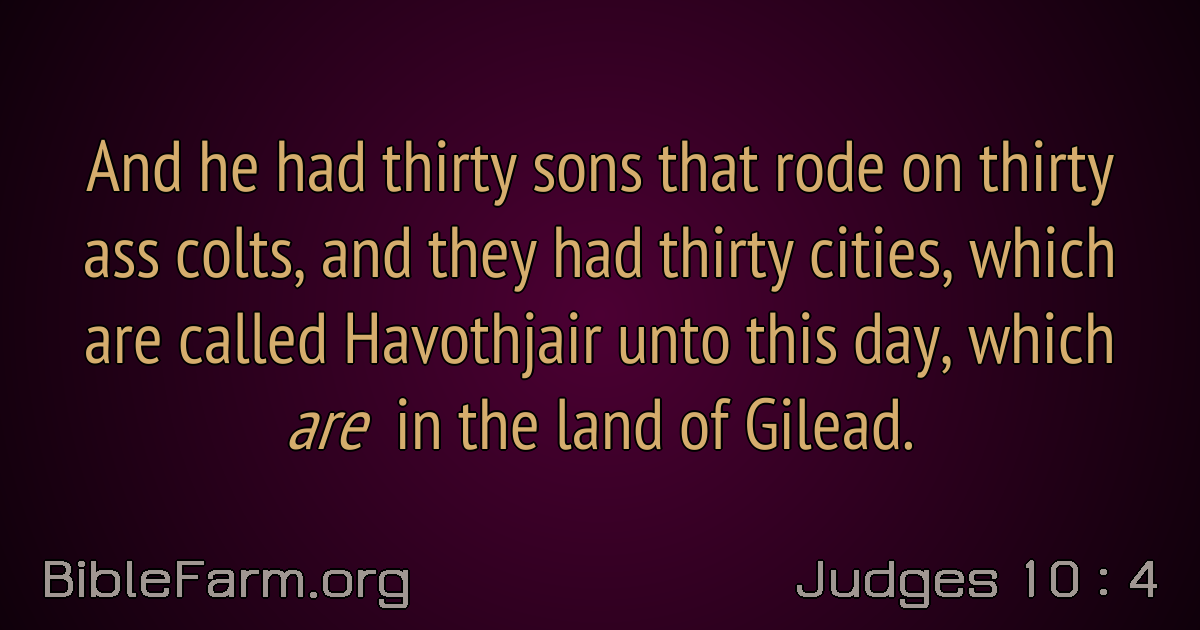 And he had thirty sons that rode on thirty
ass colts, and they had thirty cities, which
are called Havothjair unto this day, which
are in the land of Gilead.
BibleFarm.org
Judges 10 : 4